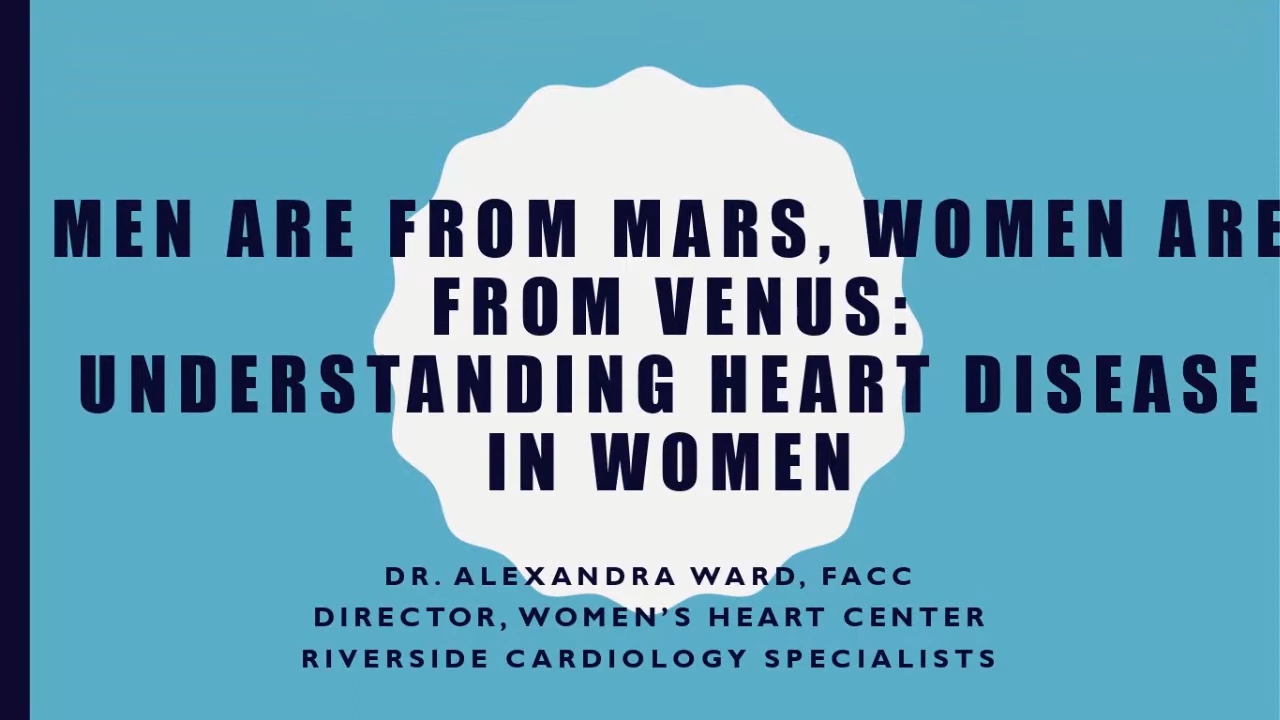 MEN ARE FROM MARS, WOMEN ARE
FROM VENUS:
UNDERSTANDING HEART DISEASE
IN WOMEN
DR. ALEXANDRA WARD, FACC
DIRECTOR, WOMEN’S HEART CENTER
RIVERSIDE CARDIOLOGY SPECIALISTS